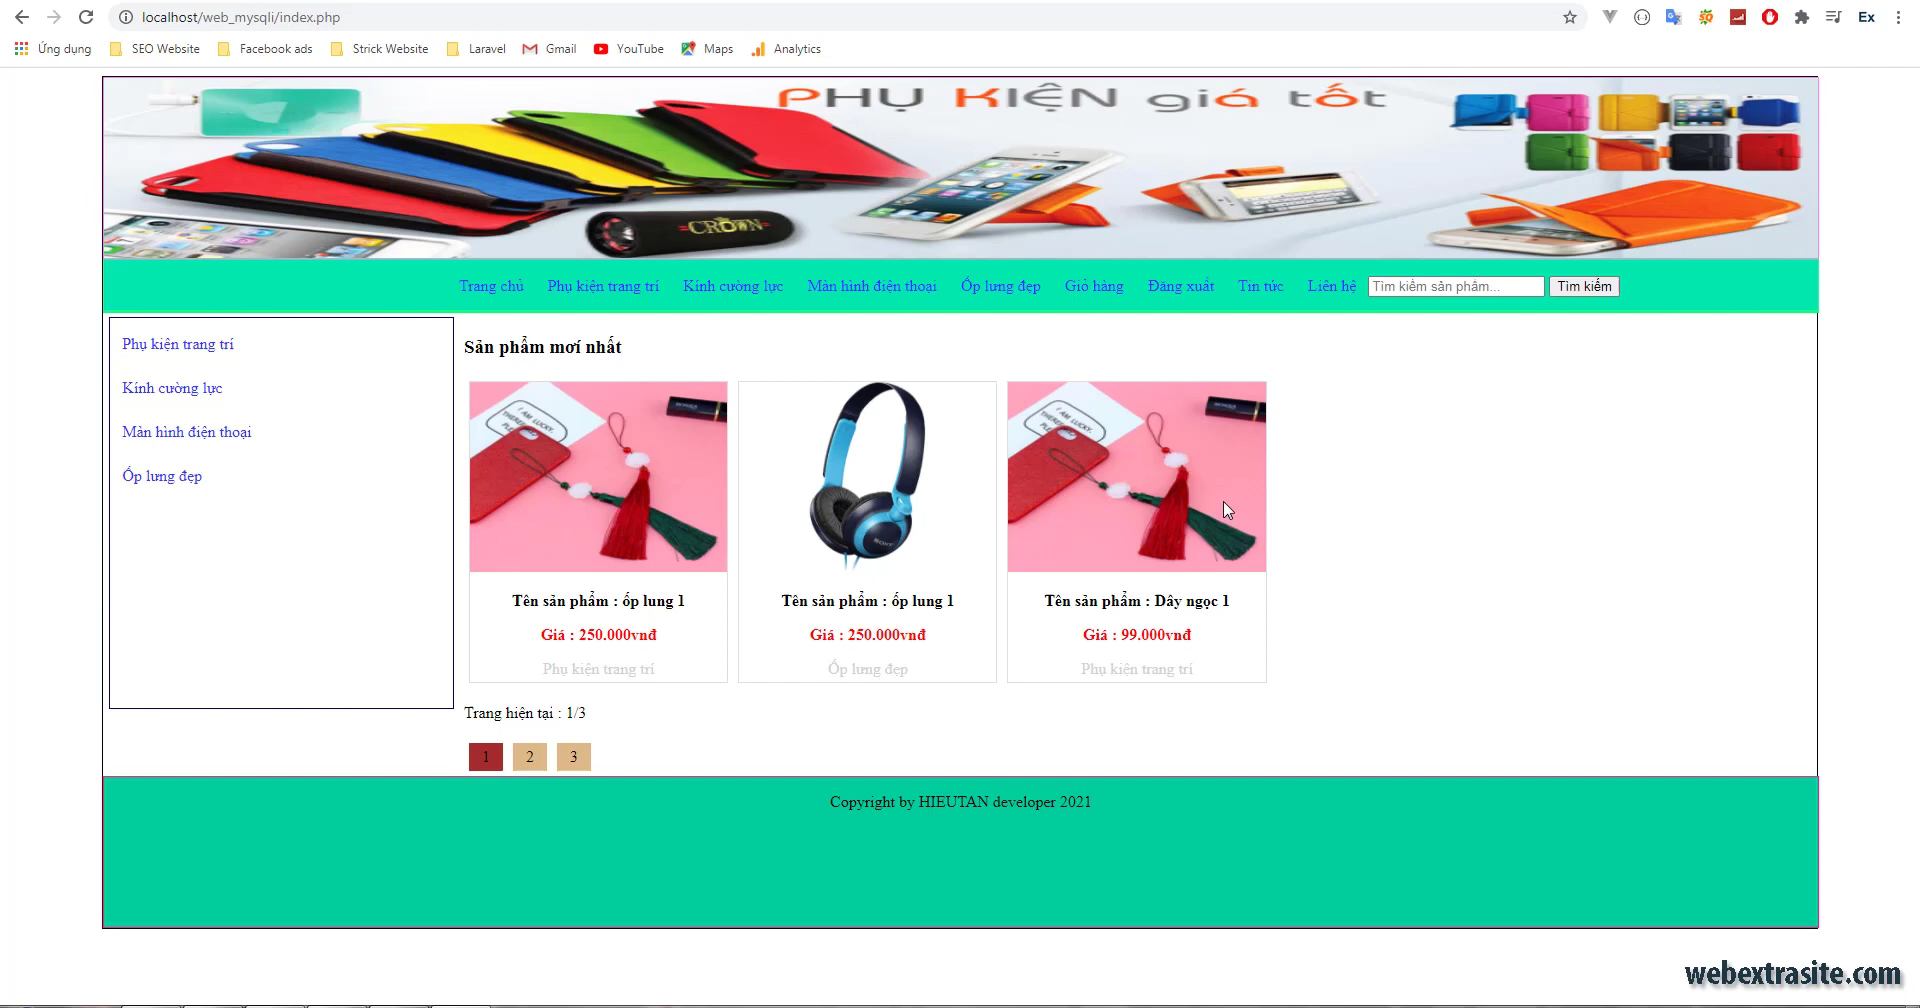 localhost/web_mysqli/index.php
Ex
Ứng dụng SEO Website Facebook ads Strick Website Laravel Gmail YouTube Maps Analytics
PHỤ KIỆN giá tốt
CROWN
Trang chủ Phụ kiện trang trí Kính cường lực Màn hình điện thoại Ốp lưng đẹp Giỏ hàng Đăng xuất Tin tức Liên hệ Tìm kiếm sản phẩm... Tìm kiếm
Phụ kiện trang trí
Kính cường lực
Màn hình điện thoại
Ốp lưng đẹp
Sản phẩm mơí nhất
I AM LUCKY,
I AM LUCKY,
SONY
Tên sản phẩm : ốp lung 1 Tên sản phẩm : ốp lung 1 Tên sản phẩm : Dây ngọc 1
Giá : 250.000vnđ Giá : 250.000vnđ Giá : 99.000vnđ
Phụ kiện trang trí Ốp lưng đẹp Phụ kiện trang trí
Trang hiện tại : 1/3
1 2 3
Copyright by HIEUTAN developer 2021
webextrasite.com